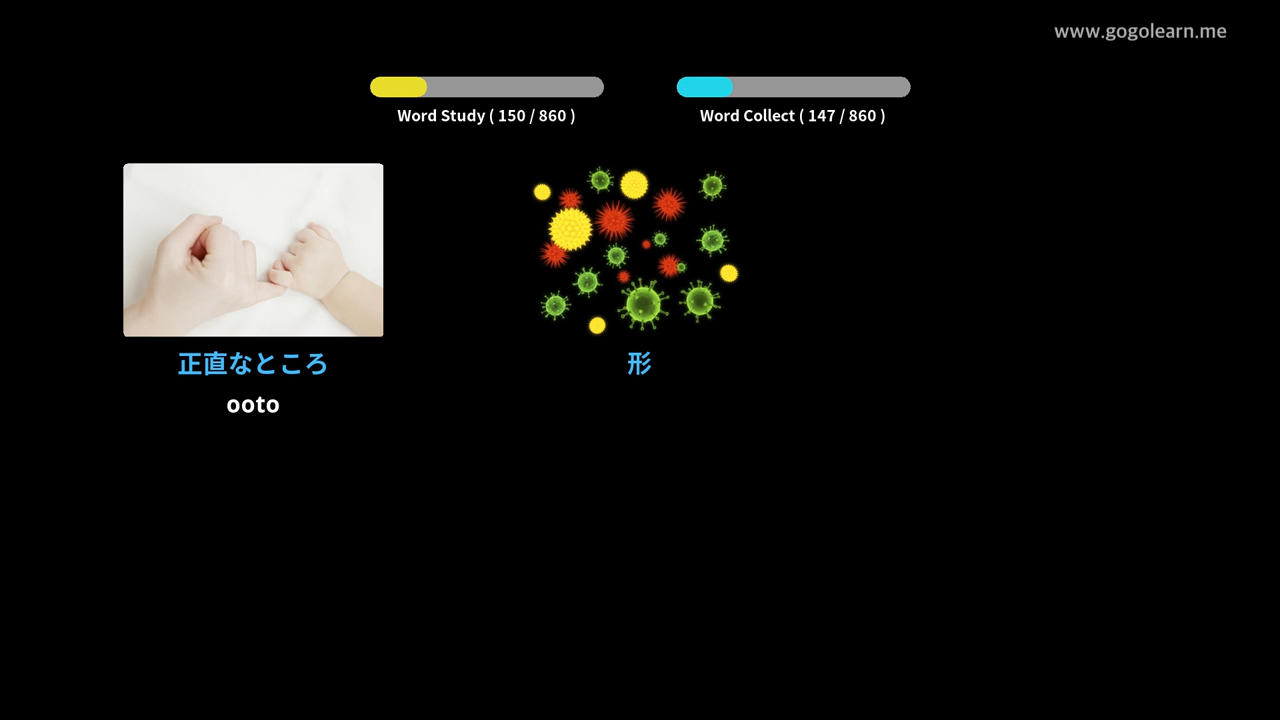 www.gogolearn.me
Word Study ( 150 / 860 )
Word Collect ( 147 / 860 )
正直なところ
形
ooto